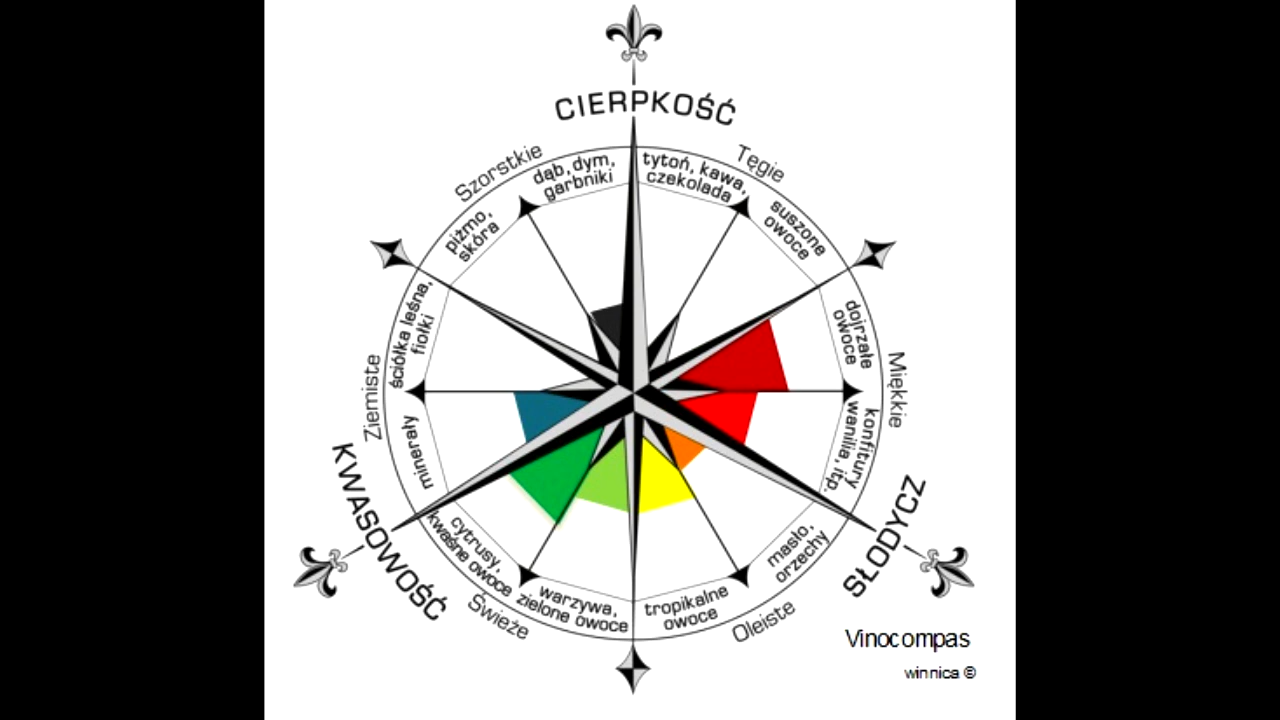 CIERPKOŚĆ
Szorstkie
Tęgie
dąb, dym,
garbniki
tytoń, kawa,
czekolada
piżmo,
skóra
suszone
owoce
ściółka leśna,
fiołki
dojrzałe
owoce
Ziemiste
Miękkie
minerały
konfitury
wanilia, itp.
KWASOWOŚĆ
SŁODYCZ
cytrusy,
kwaśne owoce
masło,
orzechy
warzywa,
zielone owoce
tropikalne
owoce
Świeże
Oleiste
Vinocompas
winnica ©